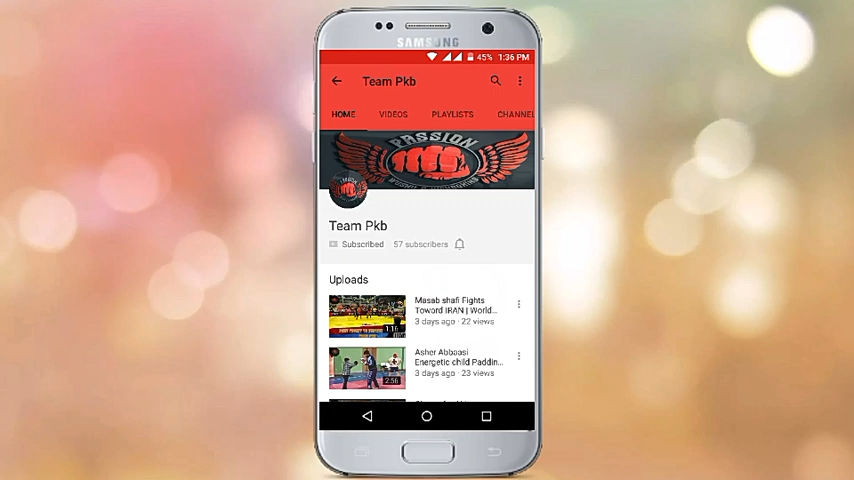 SAMSUNG
45% 1:36 PM
Team Pkb
HOME VIDEOS PLAYLISTS CHANNEL
PASSION
Team Pkb
Subscribed 57 subscribers
Uploads
Masab shafi Fights
Toward IRAN | World...
3 days ago · 22 views
1:16
Asher Abbaasi
Energetic child Paddin...
3 days ago · 23 views
2:56